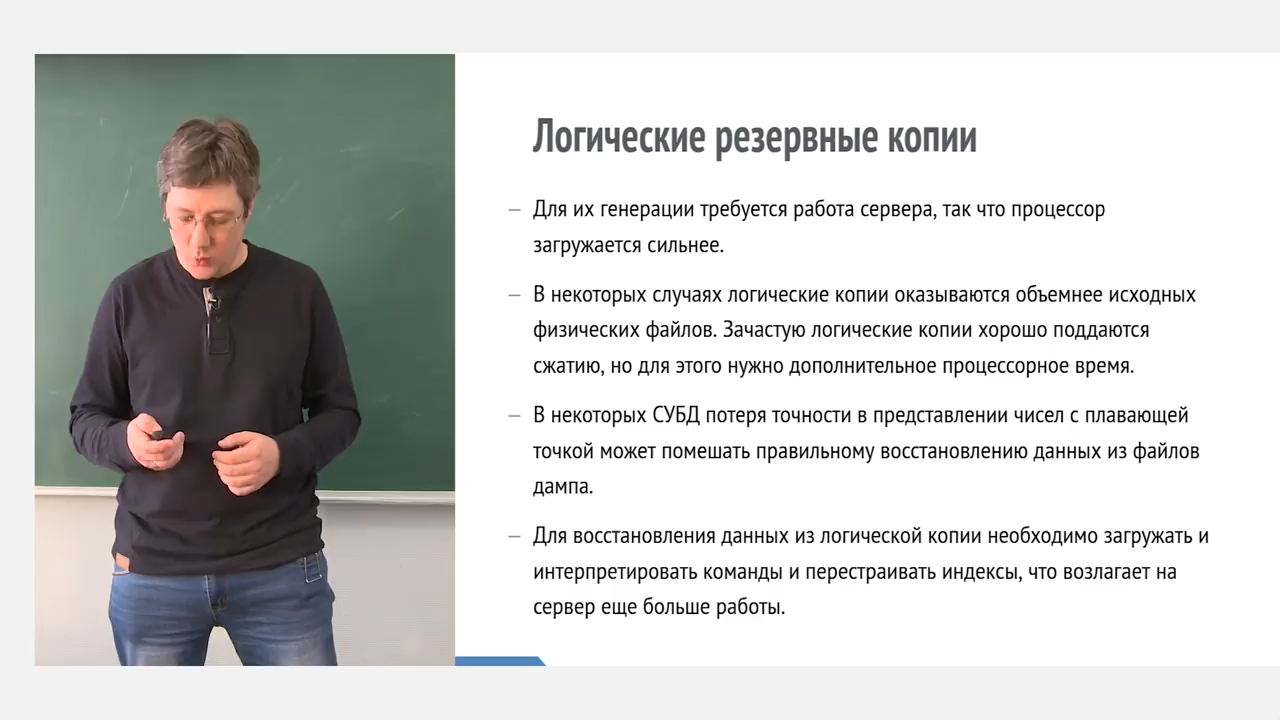 Логические резервные копии
– Для их генерации требуется работа сервера, так что процессор
загружается сильнее.
– В некоторых случаях логические копии оказываются объемнее исходных
физических файлов. Зачастую логические копии хорошо поддаются
сжатию, но для этого нужно дополнительное процессорное время.
– В некоторых СУБД потеря точности в представлении чисел с плавающей
точкой может помешать правильному восстановлению данных из файлов
дампа.
– Для восстановления данных из логической копии необходимо загружать и
интерпретировать команды и перестраивать индексы, что возлагает на
сервер еще больше работы.